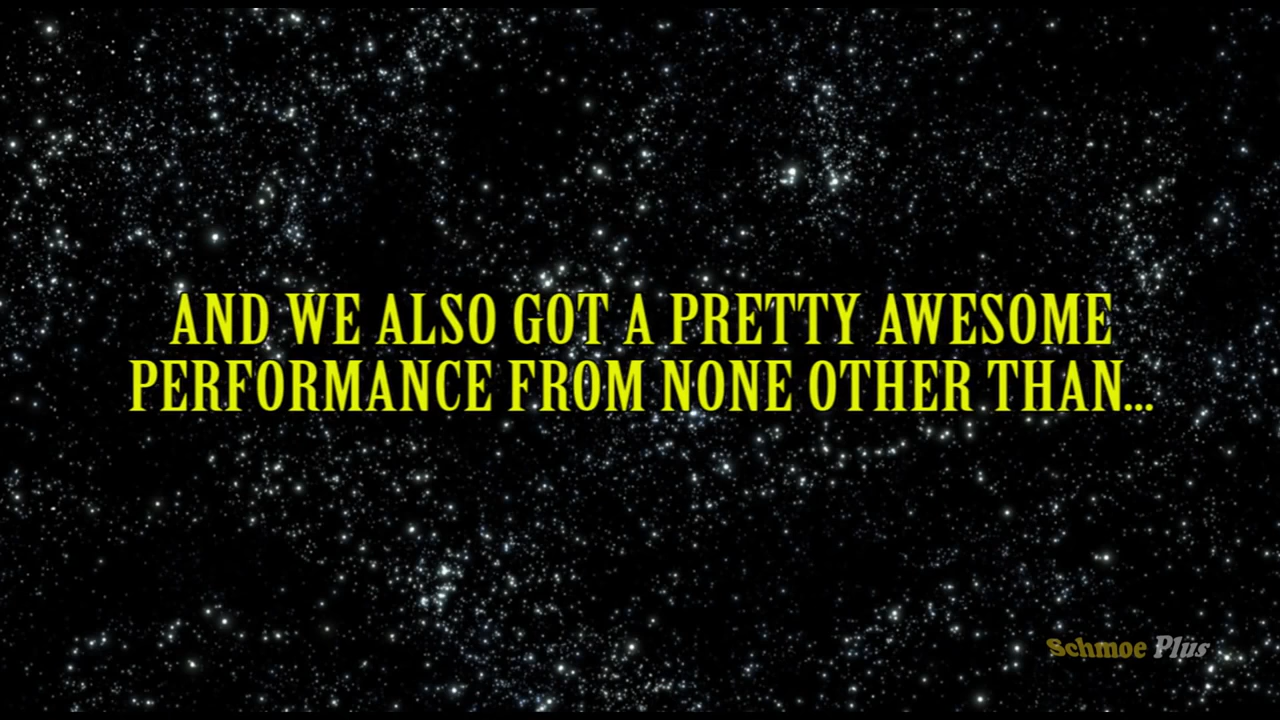 AND WE ALSO GOT A PRETTY AWESOME
PERFORMANCE FROM NONE OTHER THAN...
Schmoe Plus